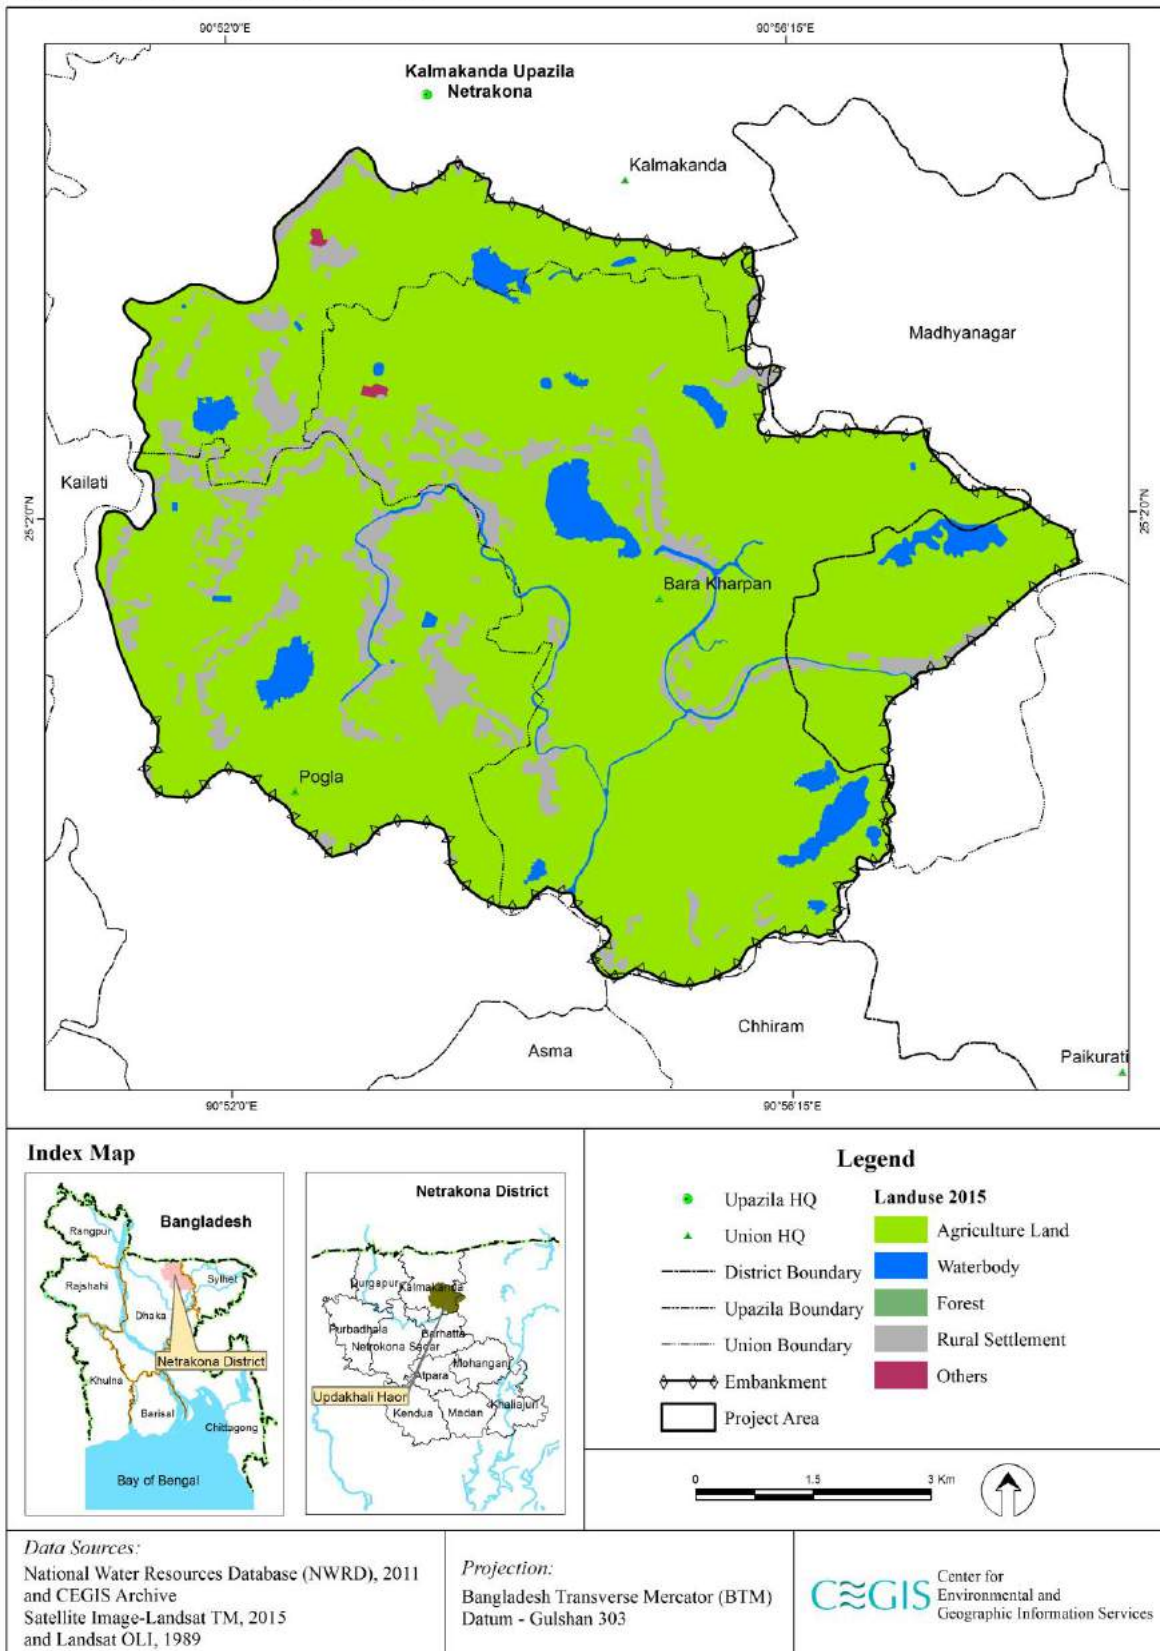 90°52'0"E
90°56'15"E
Kalmakanda Upazila
Netrakona
Kalmakanda
Madhyanagar
Kailati
25°2'0"N
25°2'0"N
Bara Kharpan
Pogla
Chhiram
Asma
Paikurati
90°52'0"E
90°56'15"E
Index Map
Bangladesh
Rangpur
Rajshahi
Sylhet
Dhaka
Netrakona District
Khulna
Barisal
Chittagong
Bay of Bengal
Netrakona District
Durgapur
Kalmakanda
Purbadhala
Barhatta
Netrokona Sadar
Mohanganj
Atpara
Updakhali Haor
Khaliajuri
Kendua
Madan
Legend
Upazila HQ
Union HQ
District Boundary
Upazila Boundary
Union Boundary
Embankment
Project Area
Landuse 2015
Agriculture Land
Waterbody
Forest
Rural Settlement
Others
0 1.5 3 Km
Data Sources:
National Water Resources Database (NWRD), 2011
and CEGIS Archive
Satellite Image-Landsat TM, 2015
and Landsat OLI, 1989
Projection:
Bangladesh Transverse Mercator (BTM)
Datum - Gulshan 303
CEGIS
Center for
Environmental and
Geographic Information Services